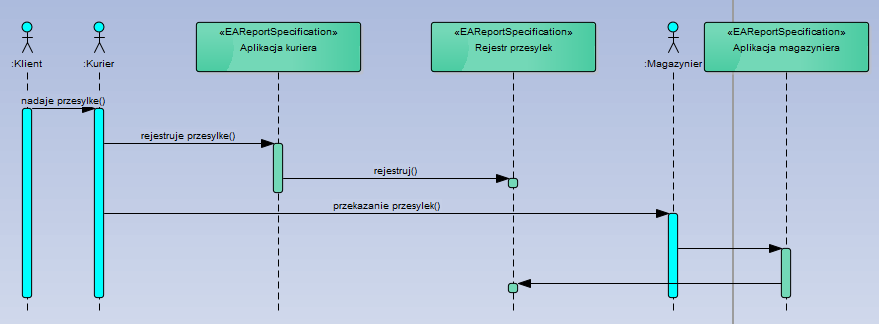 «EAReportSpecification»
Aplikacja kuriera
«EAReportSpecification»
Rejestr przesylek
«EAReportSpecification»
Aplikacja magazyniera
:Klient
:Kurier
:Magazynier
nadaje przesylke()
rejestruje przesylke()
rejestruj()
przekazanie przesylek()